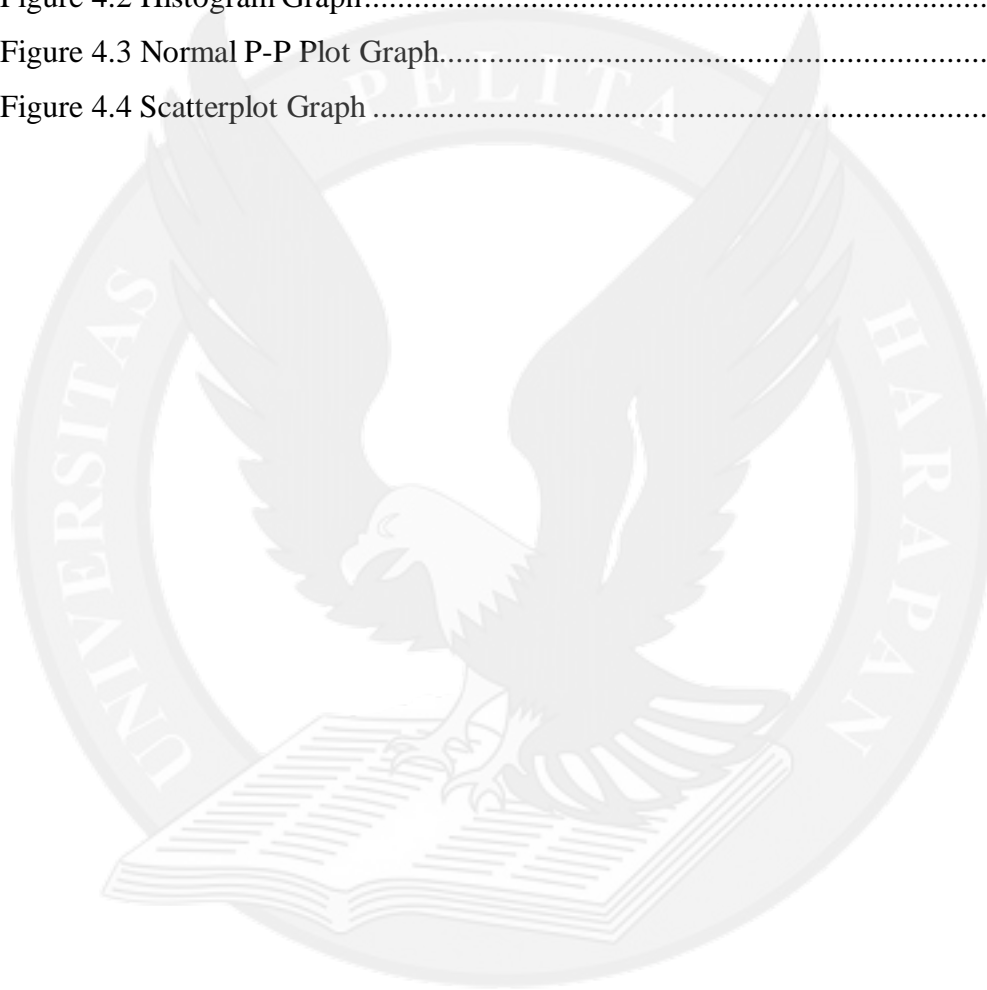 Figure 4.2 Histogram Graph................................................................................
Figure 4.3 Normal P-P Plot Graph......................................................................
Figure 4.4 Scatterplot Graph ...............................................................................
UNIVERSITAS PELITA HARAPAN